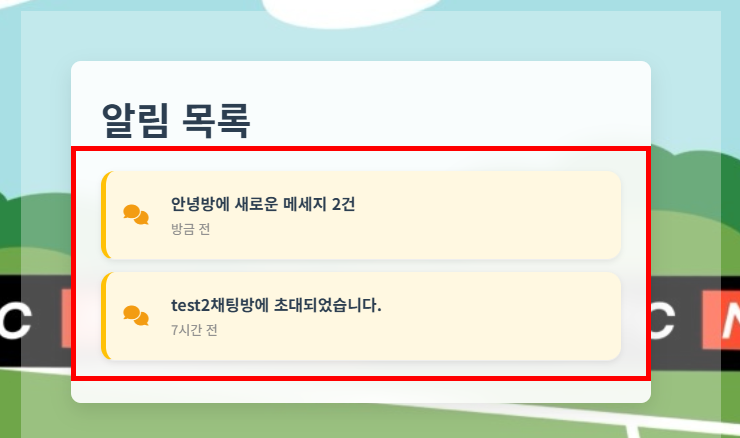 알림 목록
안녕방에 새로운 메세지 2건
방금 전
test2채팅방에 초대되었습니다.
7시간 전
C
C